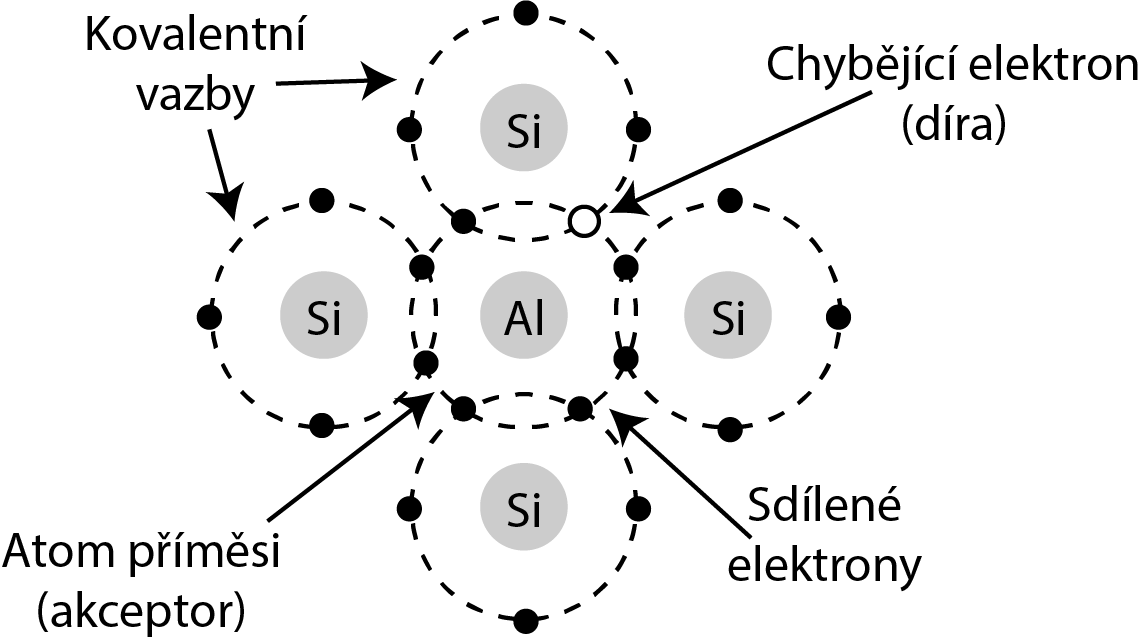 Kovalentní
vazby
Chybějící elektron
(díra)
Si
Si
Al
Si
Si
Atom příměsi
(akceptor)
Sdílené
elektrony